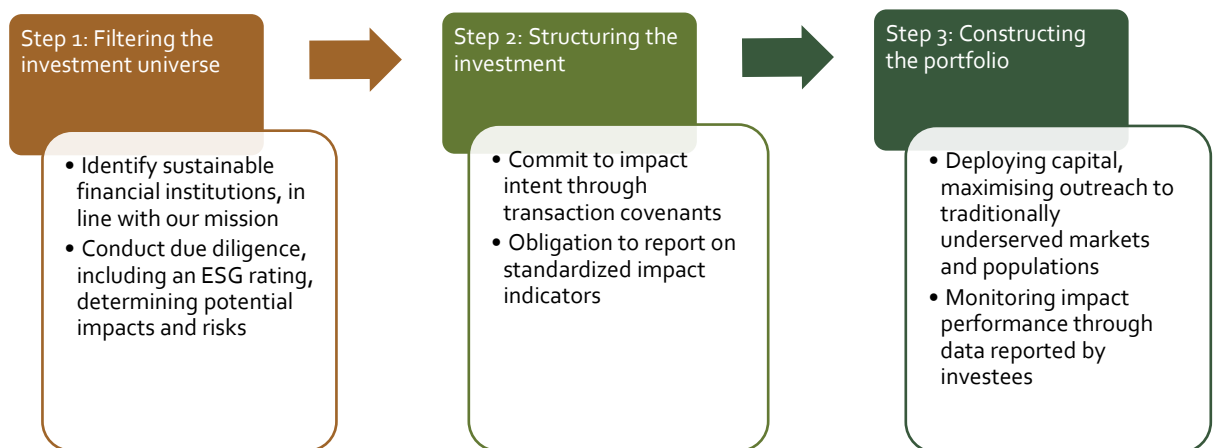 Step 1: Filtering the
investment universe
• Identify sustainable
financial institutions, in
line with our mission
• Conduct due diligence,
including an ESG rating,
determining potential
impacts and risks
Step 2: Structuring the
investment
• Commit to impact
intent through
transaction covenants
• Obligation to report on
standardized impact
indicators
Step 3: Constructing
the portfolio
• Deploying capital,
maximising outreach to
traditionally
underserved markets
and populations
• Monitoring impact
performance through
data reported by
investees